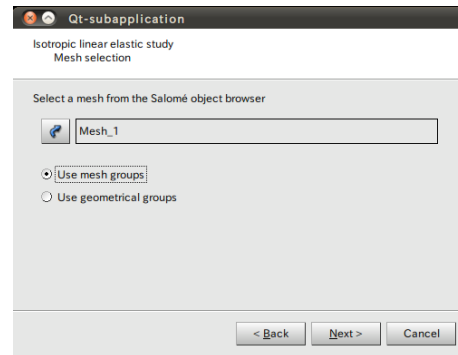 Qt-subapplication
Isotropic linear elastic study
Mesh selection
Select a mesh from the Salomé object browser
Mesh_1
Use mesh groups
Use geometrical groups
< Back Next > Cancel